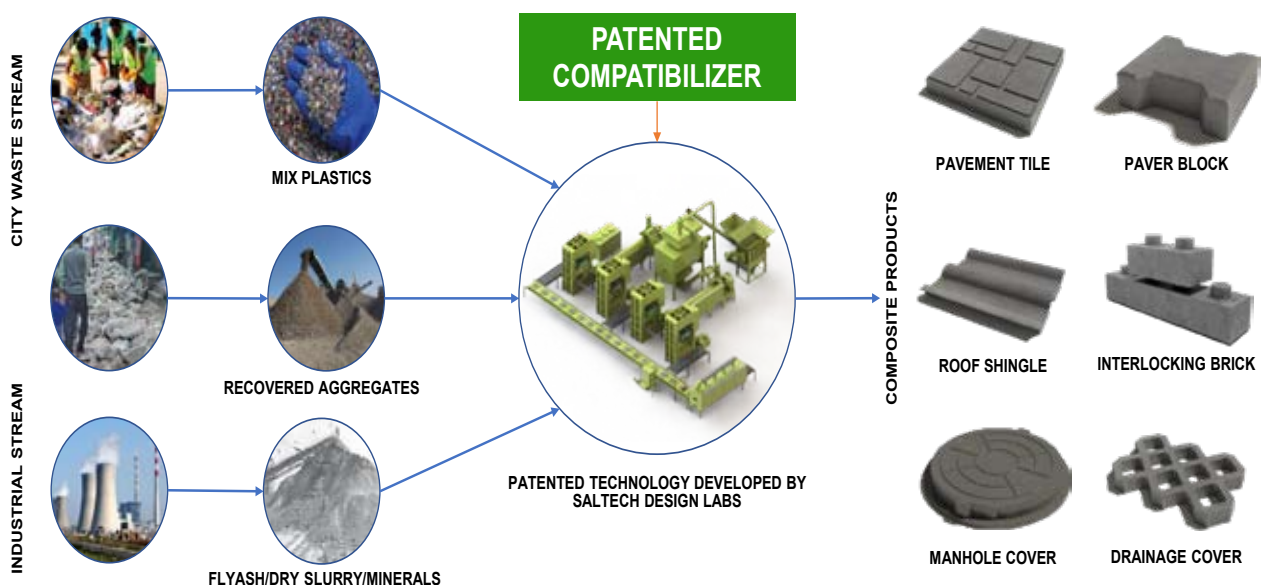 CITY WASTE STREAM
INDUSTRIAL STREAM
MIX PLASTICS
RECOVERED AGGREGATES
FLYASH/DRY SLURRY/MINERALS
PATENTED
COMPATIBILIZER
PATENTED TECHNOLOGY DEVELOPED BY
SALTECH DESIGN LABS
COMPOSITE PRODUCTS
PAVEMENT TILE
PAVER BLOCK
ROOF SHINGLE
INTERLOCKING BRICK
MANHOLE COVER
DRAINAGE COVER